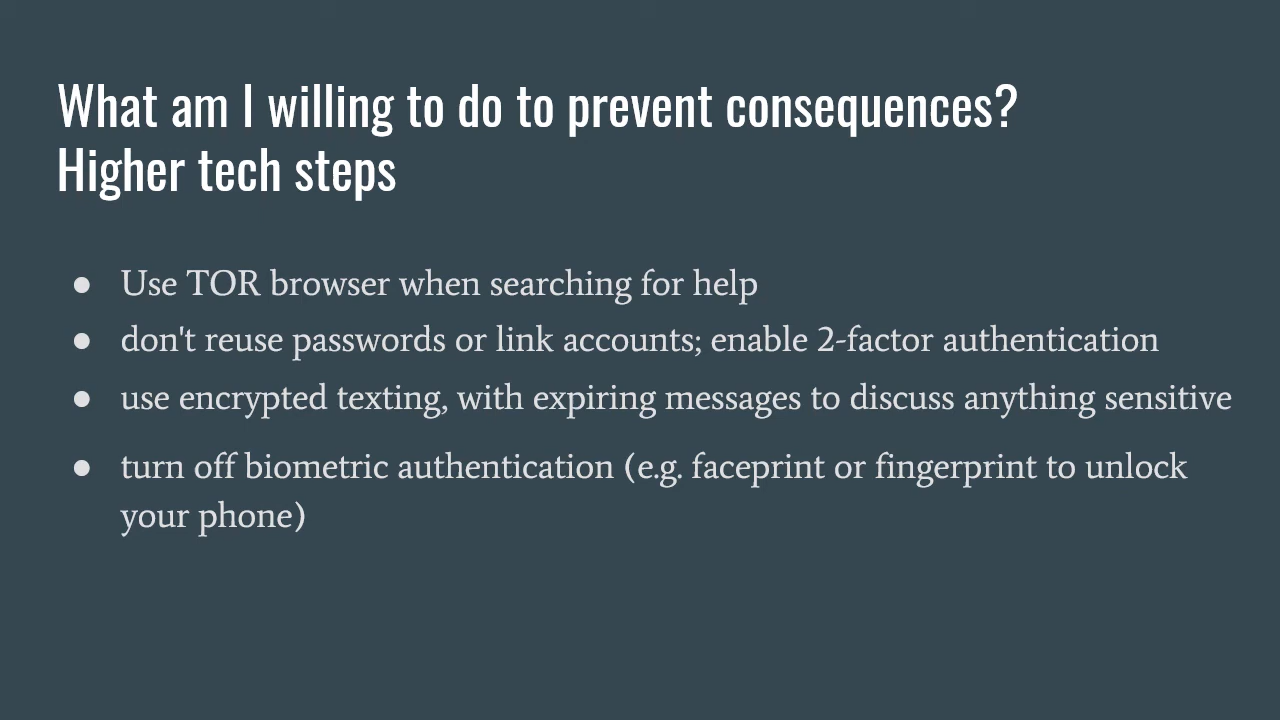 What am I willing to do to prevent consequences?
Higher tech steps
● Use TOR browser when searching for help
● don't reuse passwords or link accounts; enable 2-factor authentication
● use encrypted texting, with expiring messages to discuss anything sensitive
● turn off biometric authentication (e.g. faceprint or fingerprint to unlock
your phone)